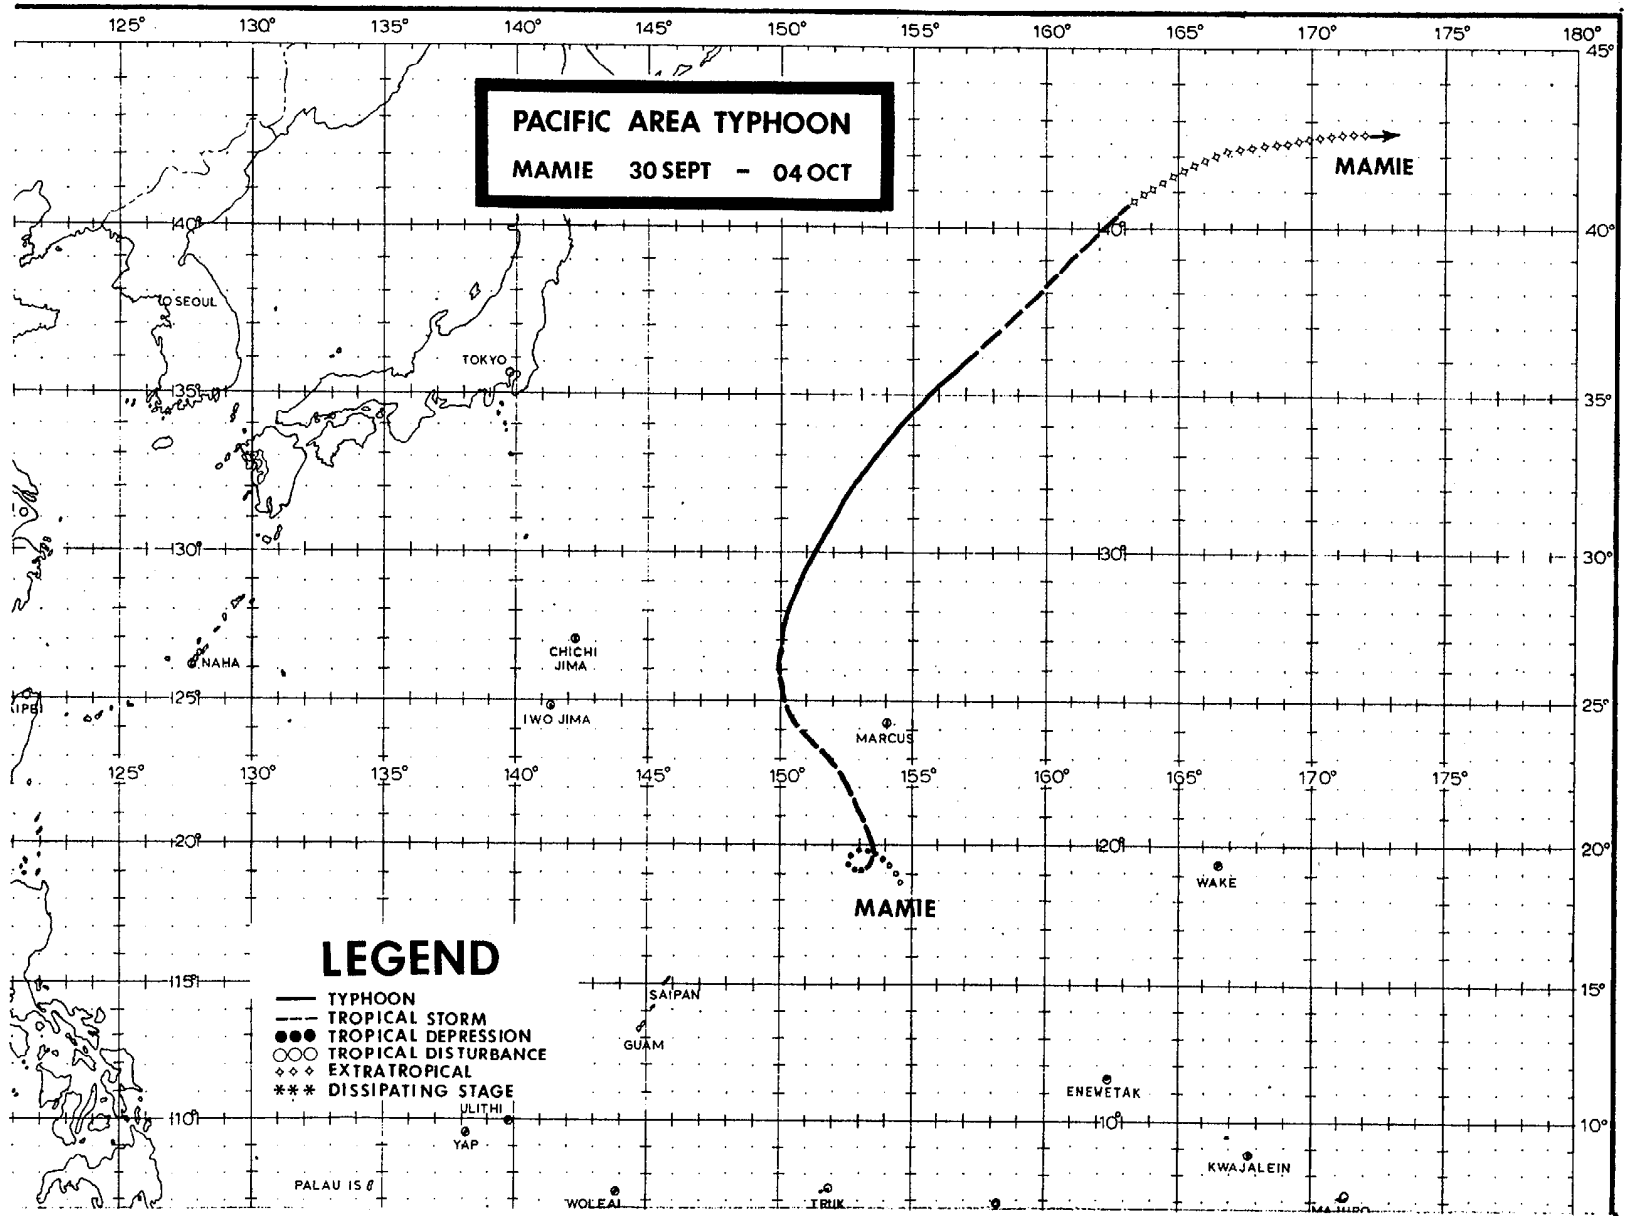 125° 130° 135° 140° 145° 150° 155° 160° 165° 170° 175° 180°
45°
PACIFIC AREA TYPHOON
MAMIE 30 SEPT - 04 OCT
MAMIE
40° 40° 40°
SEOUL
TOKYO
35° 35°
30° 30° 30°
NAHA
CHICHI
JIMA
25° 25°
IPEI
IWO JIMA
MARCUS
125° 130° 135° 140° 145° 150° 155° 160° 165° 170° 175°
20° 20° 20°
WAKE
MAMIE
LEGEND
15° 15°
SAIPAN
TYPHOON
TROPICAL STORM
TROPICAL DEPRESSION
GUAM
TROPICAL DISTURBANCE
EXTRATROPICAL
*** DISSIPATING STAGE
ENEWETAK
ULITHI
10° 10° 10°
YAP
KWAJALEIN
PALAU IS
WOLEAI
TRUK
MAJURO